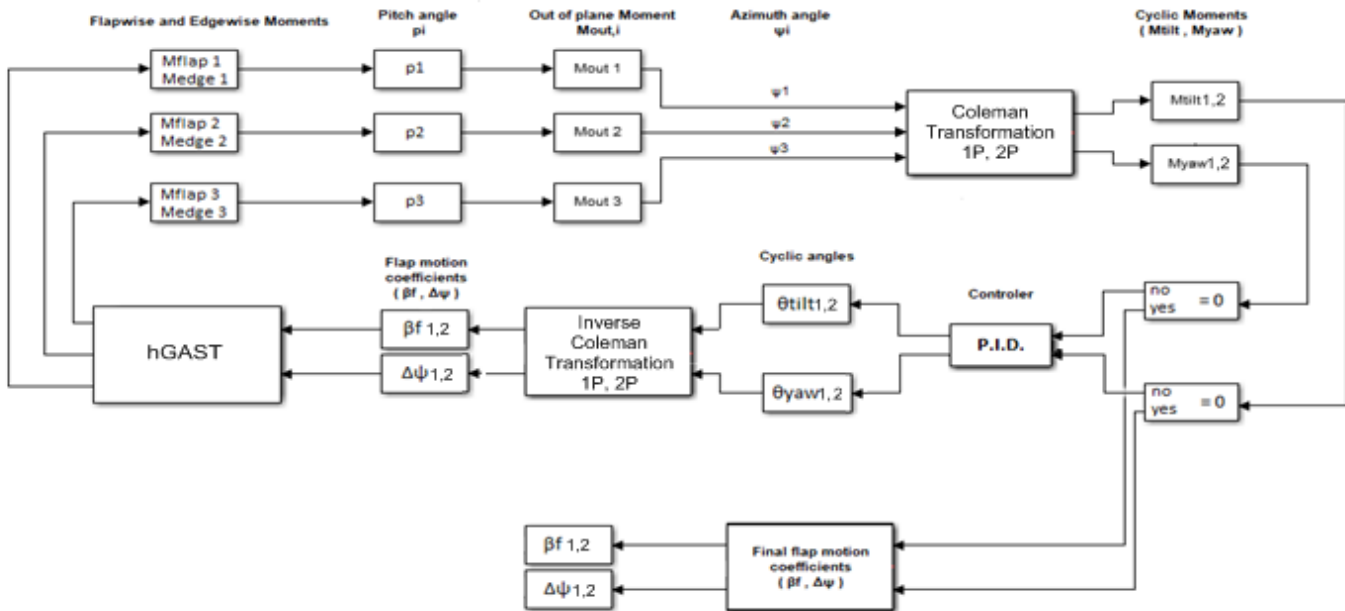 Flapwise and Edgewise Moments
Pitch angle
pi
Out of plane Moment
Mout,i
Azimuth angle
ψi
Cyclic Moments
( Mtilt , Myaw )
Mflap 1
Medge 1
p1
Mout 1
ψ1
Mflap 2
Medge 2
p2
Mout 2
ψ2
Mflap 3
Medge 3
p3
Mout 3
ψ3
Coleman
Transformation
1P, 2P
Mtilt1,2
Myaw1,2
Flap motion
coefficients
( βf , Δψ )
Cyclic angles
Controler
hGAST
βf 1,2
Δψ1,2
Inverse
Coleman
Transformation
1P, 2P
θtilt1,2
θyaw1,2
P.I.D.
no
yes
= 0
no
yes
= 0
βf 1,2
Δψ1,2
Final flap motion
coefficients
( βf , Δψ )